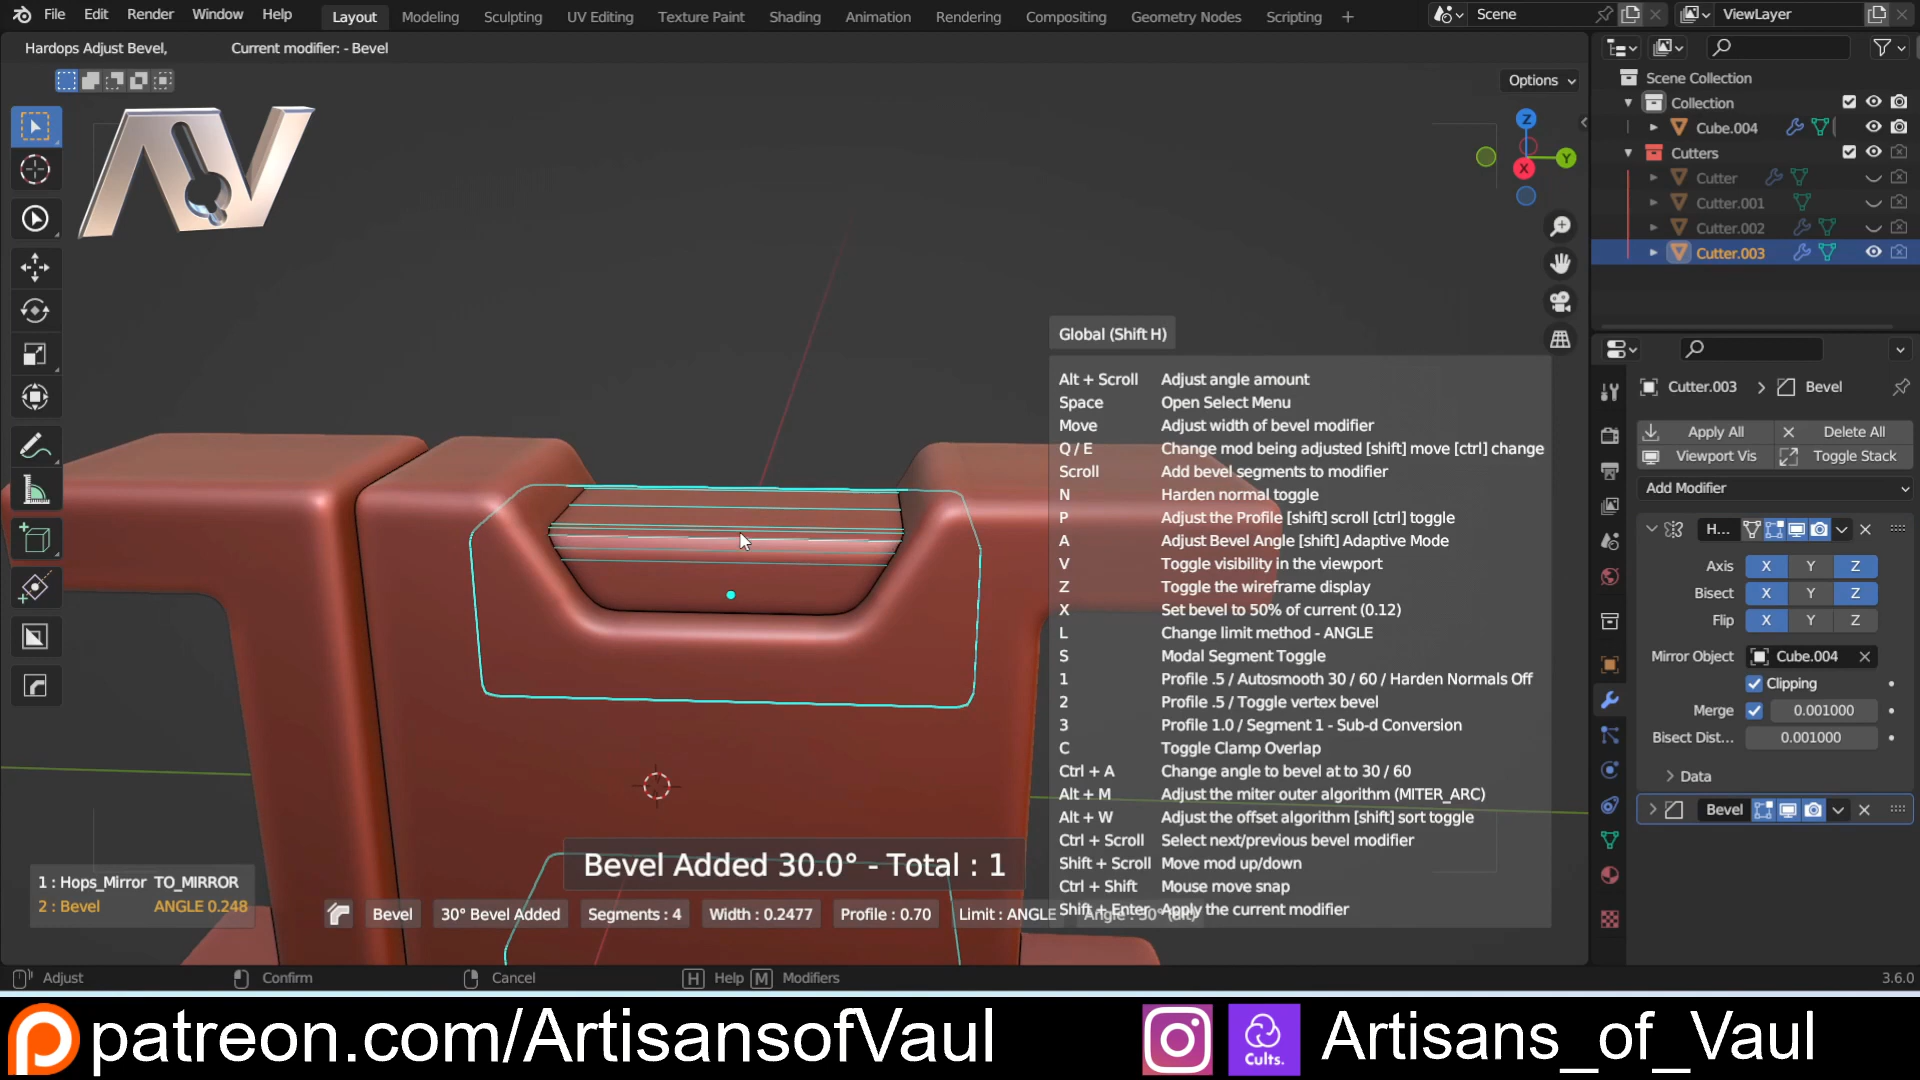 File Edit Render Window Help Layout Modeling Sculpting UV Editing Texture Paint Shading Animation Rendering Compositing Geometry Nodes Scripting + Scene ViewLayer
Hardops Adjust Bevel, Current modifier: - Bevel
Options
Scene Collection
Collection
Cube.004
Cutters
Cutter
Cutter.001
Cutter.002
Cutter.003
Z
Y
X
AV
Global (Shift H)
Alt + Scroll Adjust angle amount
Space Open Select Menu
Move Adjust width of bevel modifier
Q / E Change mod being adjusted [shift] move [ctrl] change
Scroll Add bevel segments to modifier
N Harden normal toggle
P Adjust the Profile [shift] scroll [ctrl] toggle
A Adjust Bevel Angle [shift] Adaptive Mode
V Toggle visibility in the viewport
Z Toggle the wireframe display
X Set bevel to 50% of current (0.12)
L Change limit method - ANGLE
S Modal Segment Toggle
1 Profile .5 / Autosmooth 30 / 60 / Harden Normals Off
2 Profile .5 / Toggle vertex bevel
3 Profile 1.0 / Segment 1 - Sub-d Conversion
C Toggle Clamp Overlap
Ctrl + A Change angle to bevel at to 30 / 60
Alt + M Adjust the miter outer algorithm (MITER_ARC)
Alt + W Adjust the offset algorithm [shift] sort toggle
Ctrl + Scroll Select next/previous bevel modifier
Shift + Scroll Move mod up/down
Ctrl + Shift Mouse move snap
Shift + Enter Apply the current modifier
Cutter.003 > Bevel
Apply All Delete All
Viewport Vis Toggle Stack
Add Modifier
H...
Axis X Y Z
Bisect X Y Z
Flip X Y Z
Mirror Object Cube.004
Clipping
Merge 0.001000
Bisect Dist... 0.001000
Data
Bevel
Bevel Added 30.0° - Total : 1
1 : Hops_Mirror TO_MIRROR
2 : Bevel ANGLE 0.248
Bevel 30° Bevel Added Segments : 4 Width : 0.2477 Profile : 0.70 Limit : ANGLE
Adjust Confirm Cancel H Help M Modifiers 3.6.0
patreon.com/ArtisansofVaul Cults. Artisans_of_Vaul